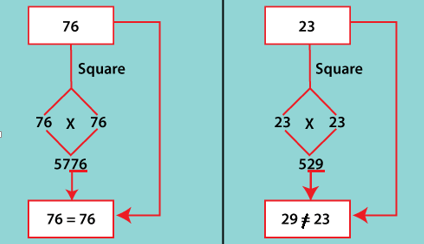 76
Square
76 X 76
5776
76 = 76
23
Square
23 X 23
529
29 ≠ 23